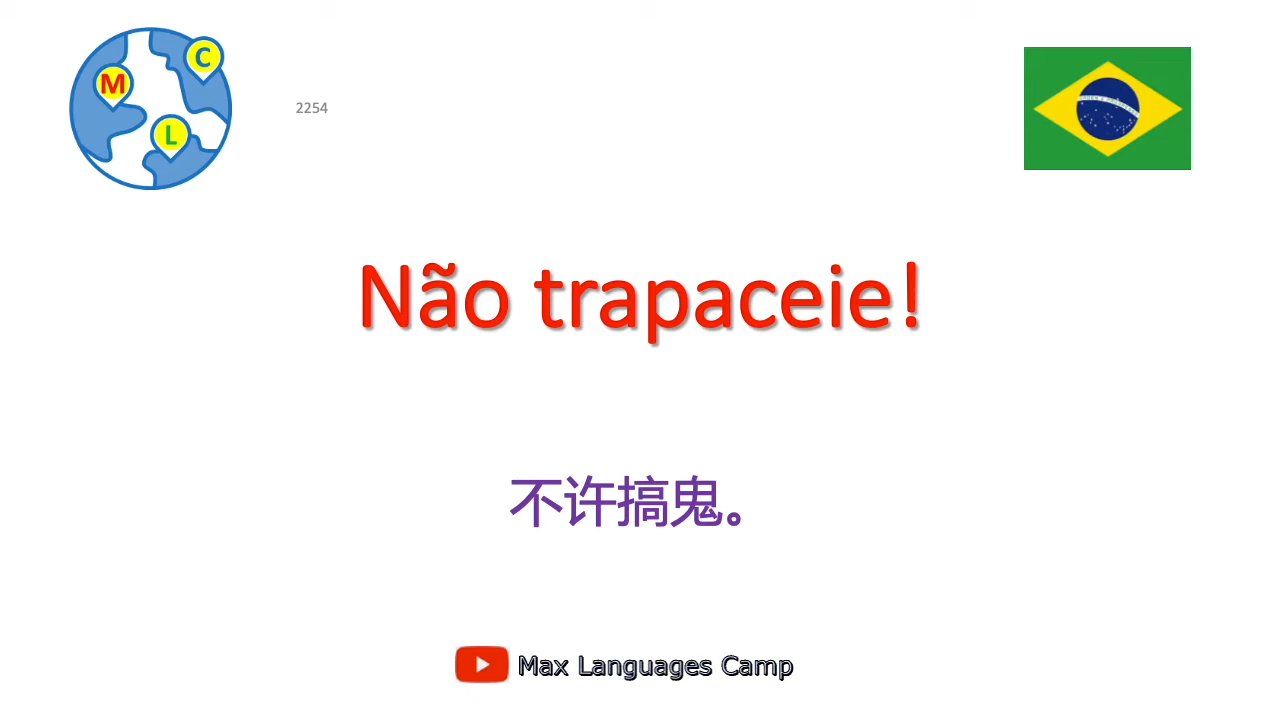 M
C
L
2254
Não trapaceie!
不许搞鬼。
Max Languages Camp